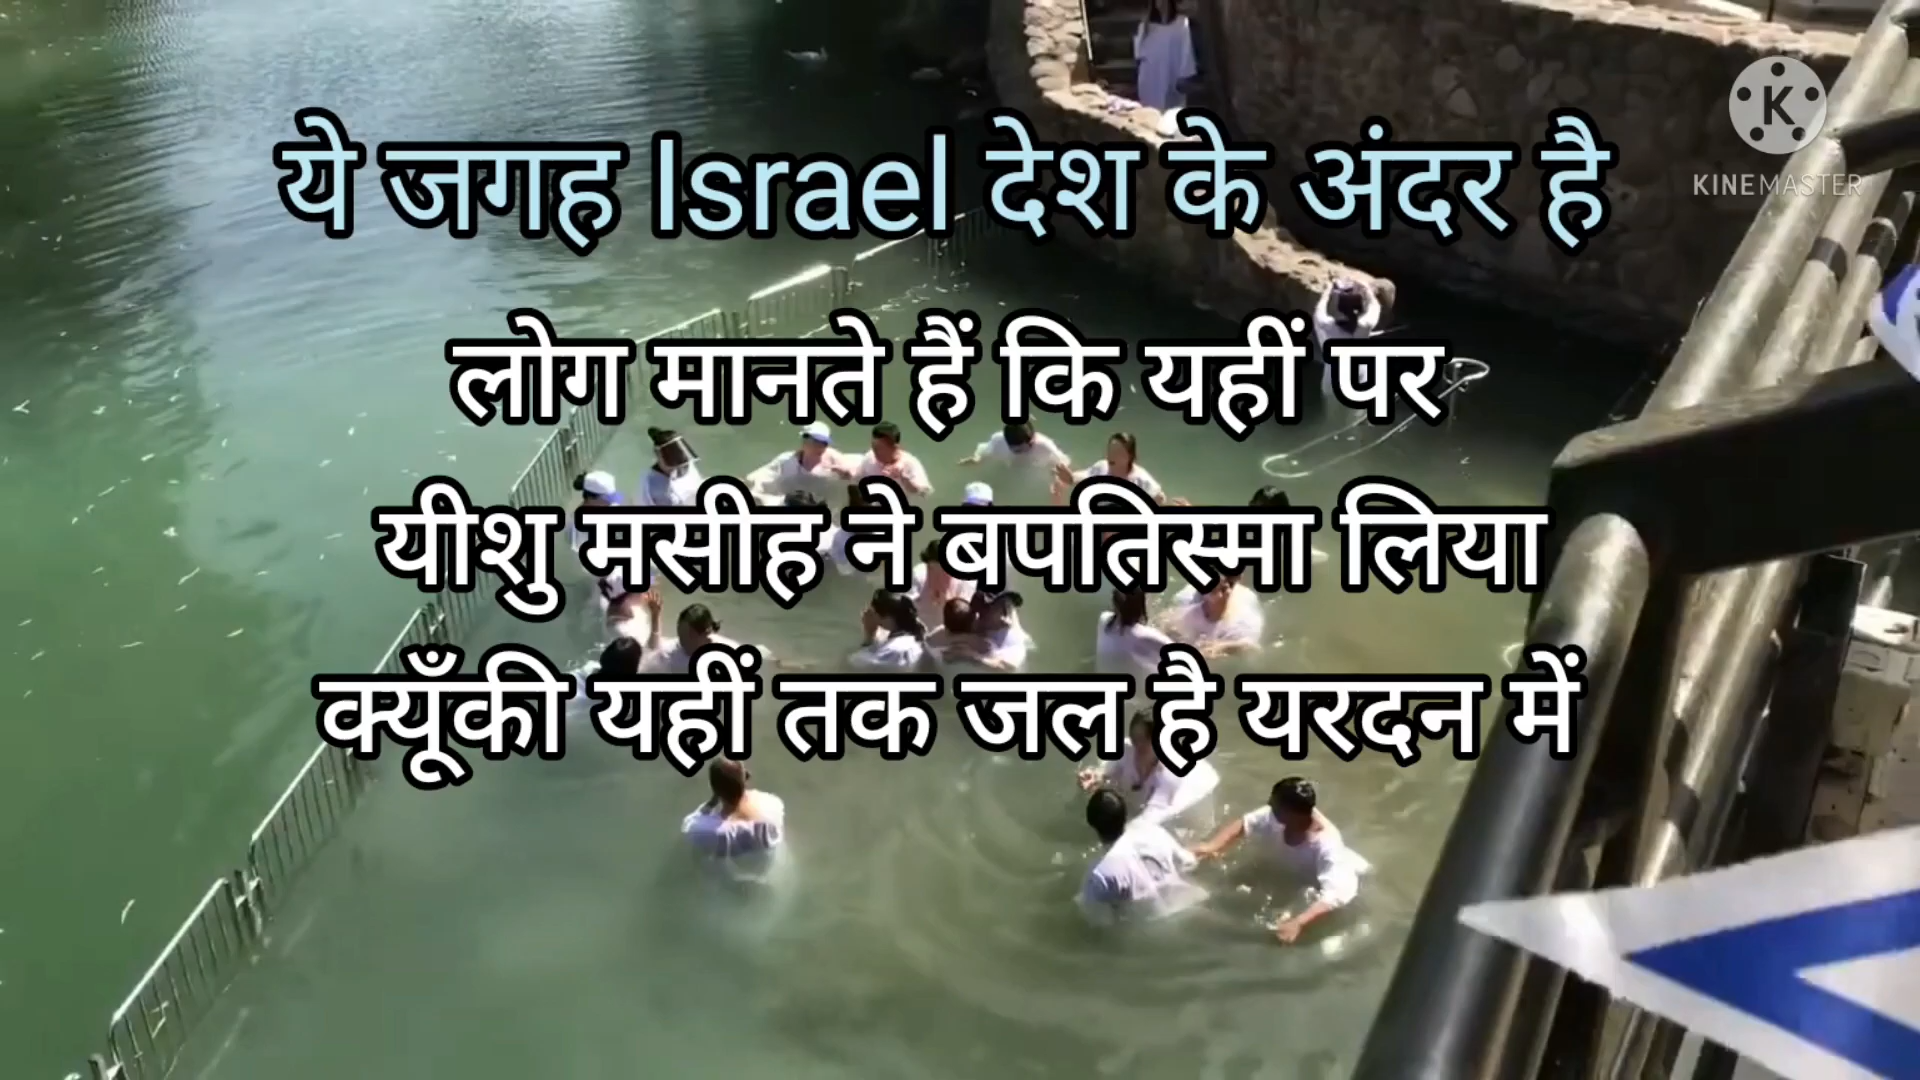 ये जगह Israel देश के अंदर है
लोग मानते हैं कि यहीं पर
यीशु मसीह ने बपतिस्मा लिया
क्यूँकी यहीं तक जल है यरदन में
K
KINEMASTER